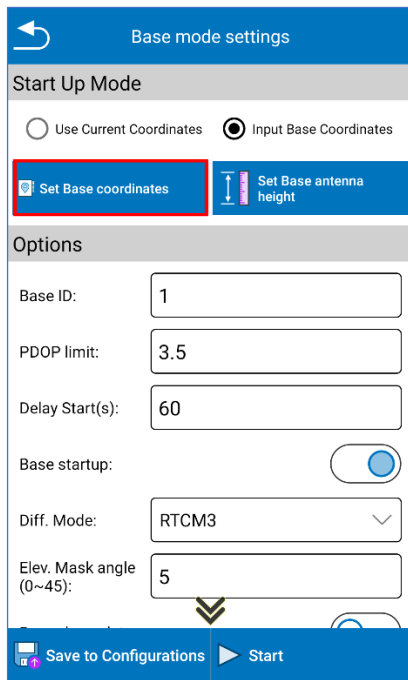 Base mode settings
Start Up Mode
Use Current Coordinates Input Base Coordinates
Set Base coordinates
Set Base antenna
height
Options
Base ID: 1
PDOP limit: 3.5
Delay Start(s): 60
Base startup:
Diff. Mode: RTCM3
Elev. Mask angle
(0~45): 5
Save to Configurations Start